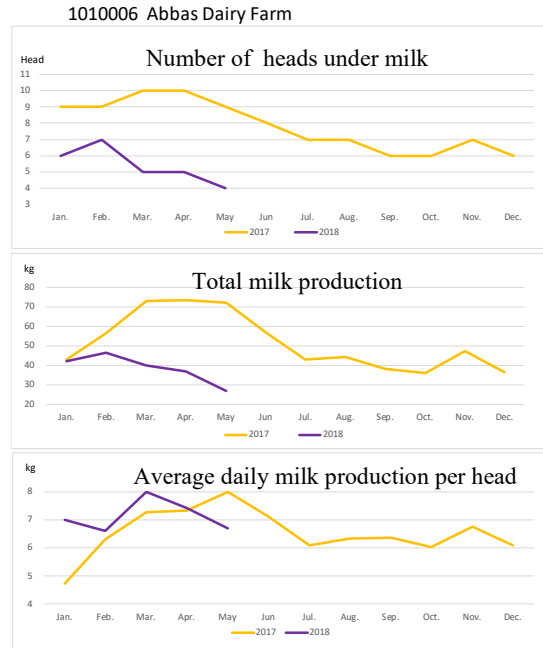 1010006 Abbas Dairy Farm
Number of heads under milk
Head
11
10
9
8
7
6
5
4
3
Jan. Feb. Mar. Apr. May Jun Jul. Aug. Sep. Oct. Nov. Dec.
2017 2018
Total milk production
kg
80
70
60
50
40
30
20
Jan. Feb. Mar. Apr. May Jun Jul. Aug. Sep. Oct. Nov. Dec.
2017 2018
Average daily milk production per head
kg
8
7
6
5
4
Jan. Feb. Mar. Apr. May Jun Jul. Aug. Sep. Oct. Nov. Dec.
2017 2018